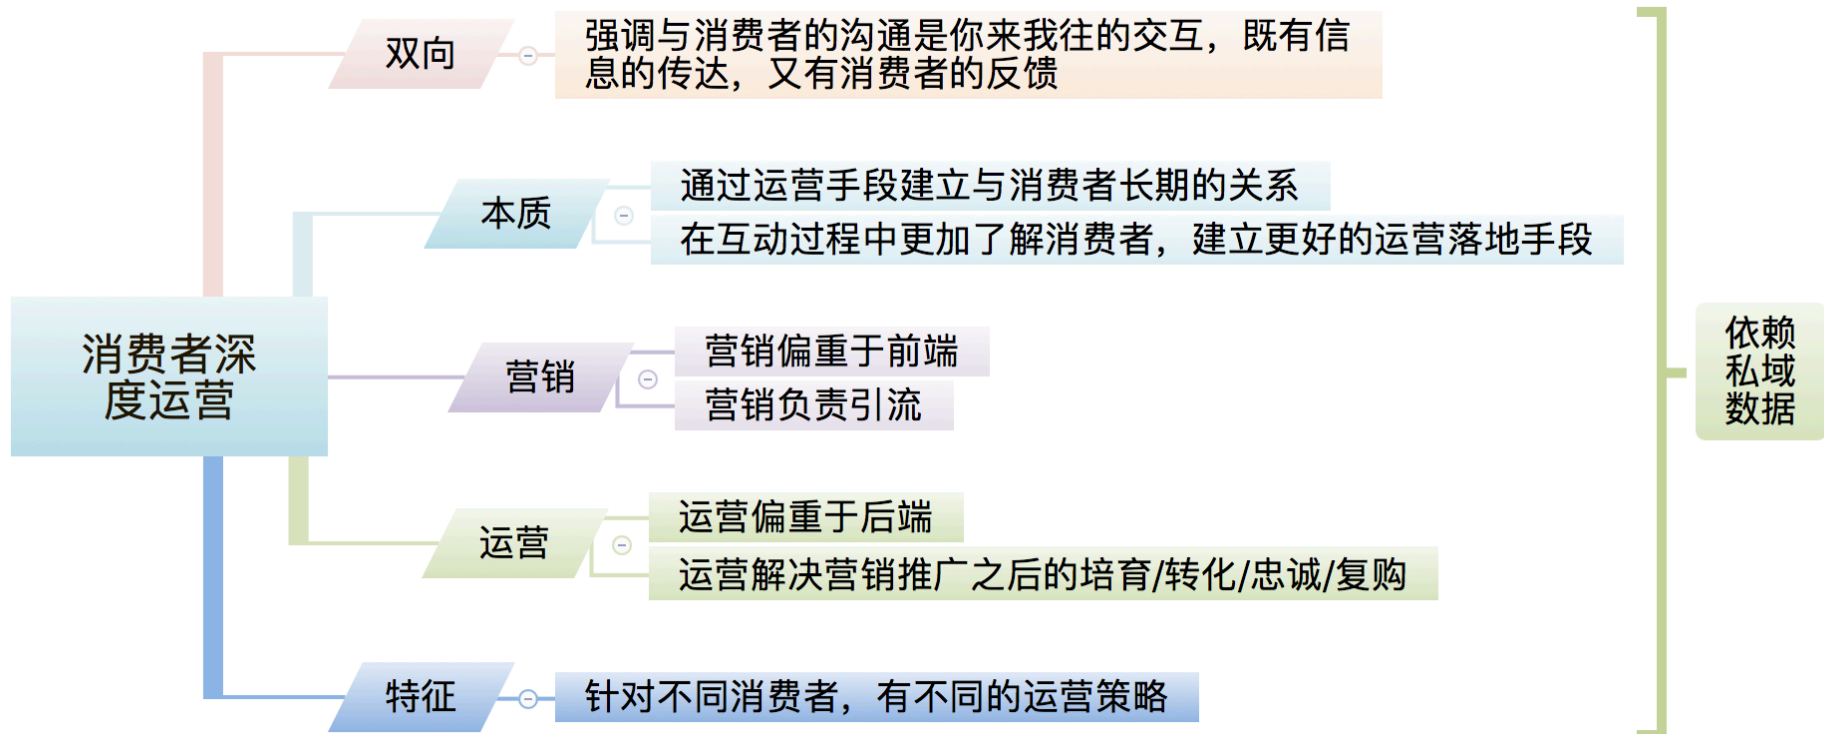 双向
强调与消费者的沟通是你来我往的交互，既有信
息的传达，又有消费者的反馈
本质
通过运营手段建立与消费者长期的关系
在互动过程中更加了解消费者，建立更好的运营落地手段
消费者深
度运营
营销
营销偏重于前端
营销负责引流
运营
运营偏重于后端
运营解决营销推广之后的培育/转化/忠诚/复购
特征
针对不同消费者，有不同的运营策略
依赖
私域
数据